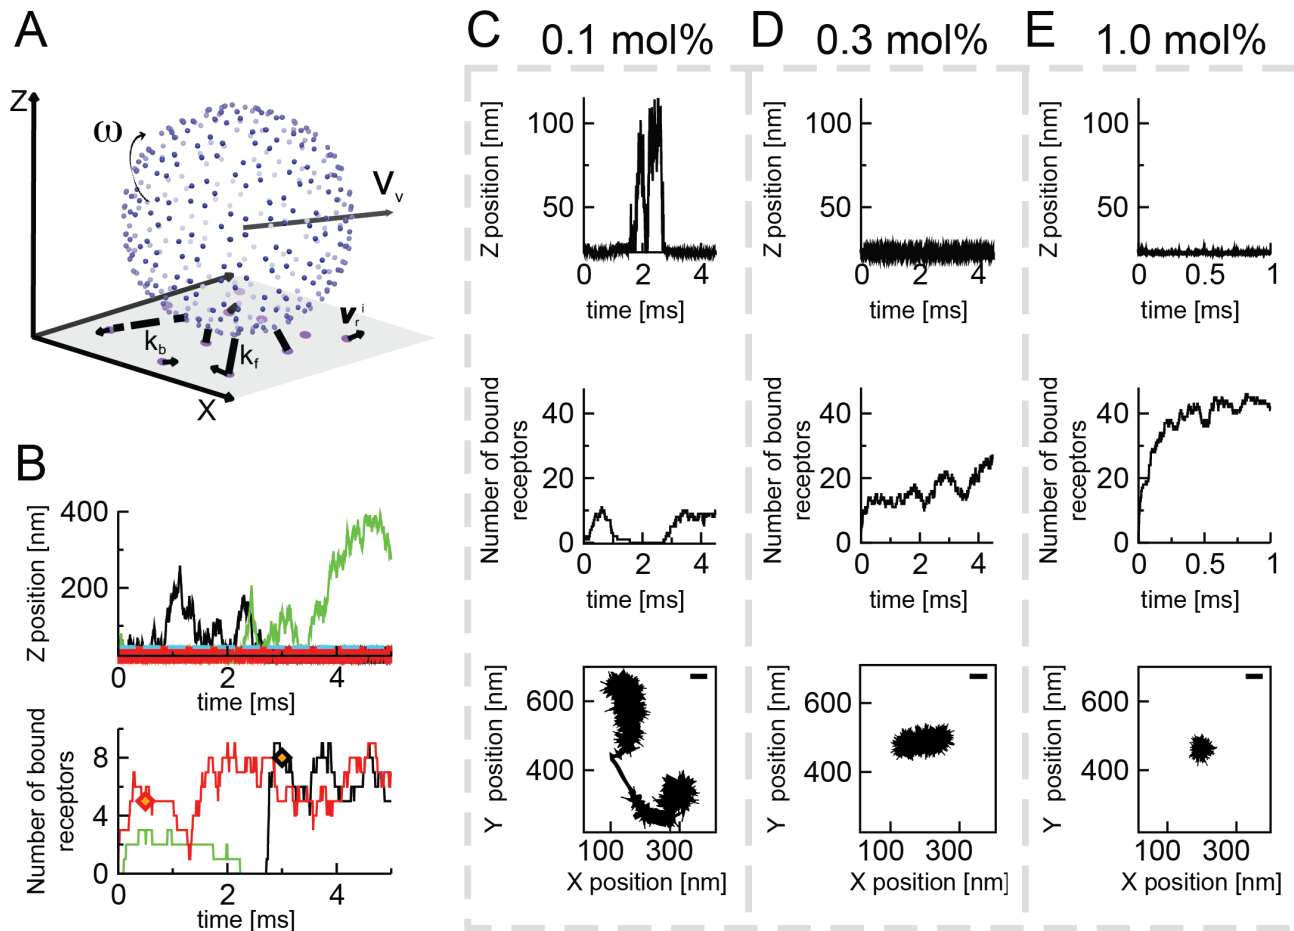 A
Z
ω
V v
v r i
k b
k f
X
B
Z position [nm]
400
200
0
2
4
time [ms]
Number of bound
receptors
8
4
0
0
2
4
time [ms]
C 0.1 mol%
Z position [nm]
100
50
0
2
4
time [ms]
Number of bound
receptors
40
20
0
0
2
4
time [ms]
Y position [nm]
600
400
100
300
X position [nm]
D 0.3 mol%
Z position [nm]
100
50
0
2
4
time [ms]
Number of bound
receptors
40
20
0
0
2
4
time [ms]
Y position [nm]
600
400
100
300
X position [nm]
E 1.0 mol%
Z position [nm]
100
50
0
0.5
1
time [ms]
Number of bound
receptors
40
20
0
0
0.5
1
time [ms]
Y position [nm]
600
400
100
300
X position [nm]